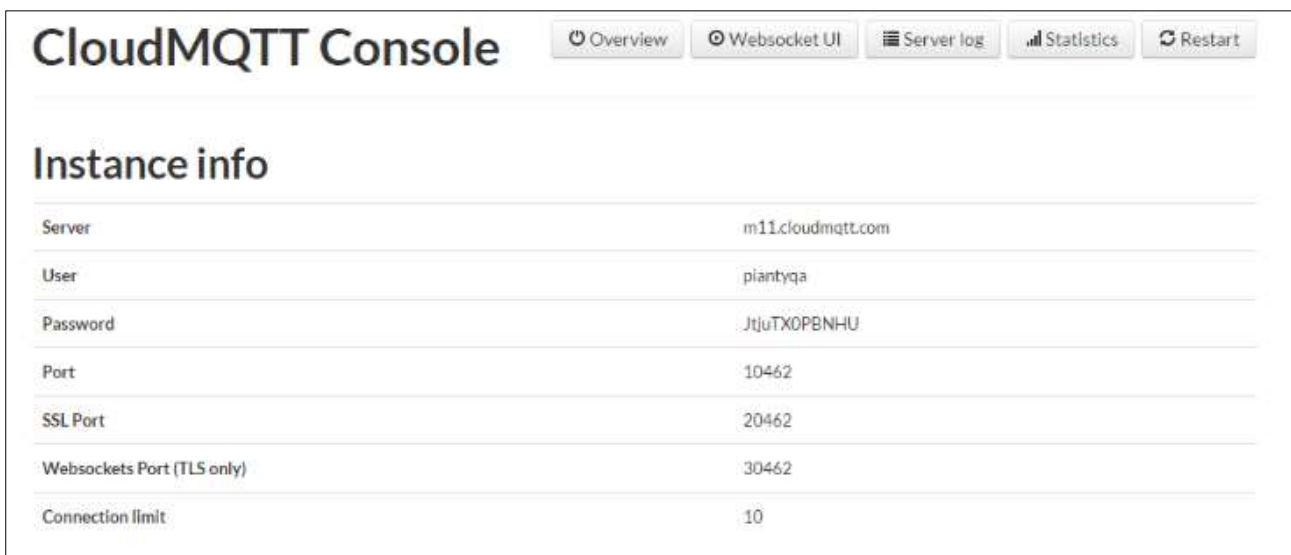 CloudMQTT Console
Overview
Websocket UI
Server log
Statistics
Restart
Instance info
Server m11.cloudmqtt.com
User piantyqa
Password JtjuTX0PBNHU
Port 10462
SSL Port 20462
Websockets Port (TLS only) 30462
Connection limit 10